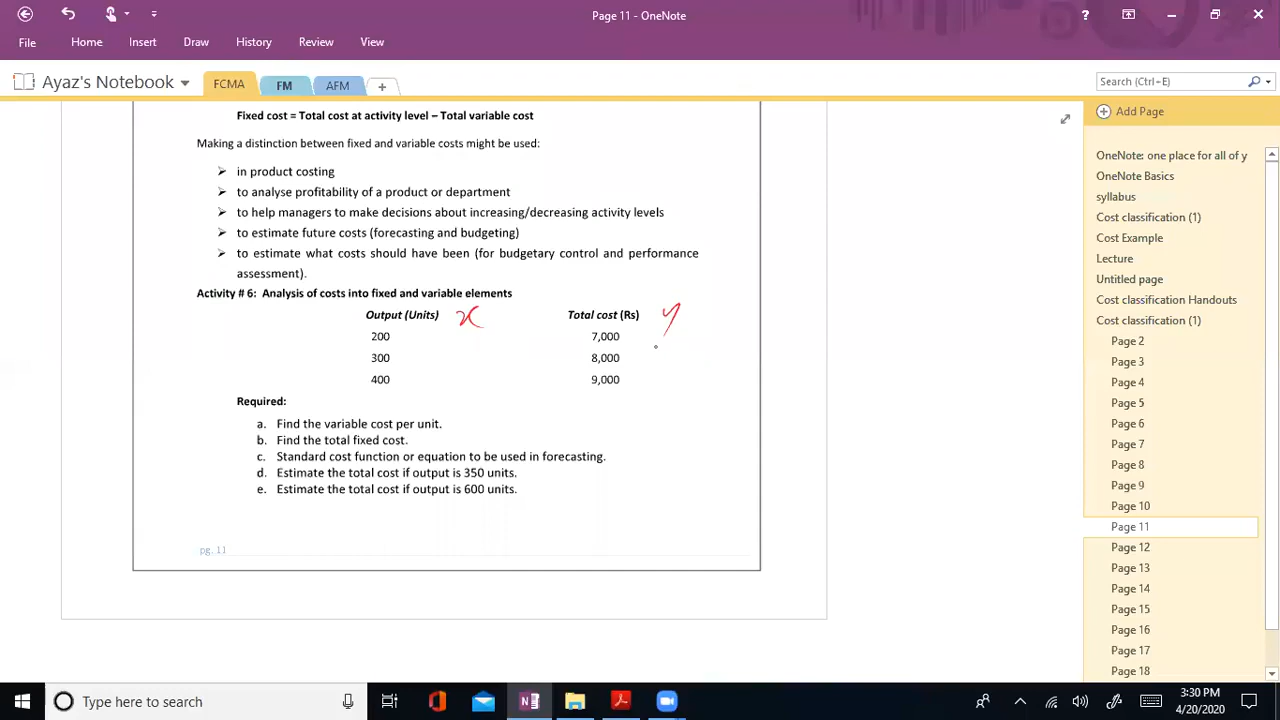 Page 11 - OneNote
?
File Home Insert Draw History Review View
Ayaz's Notebook FCMA FM AFM +
Search (Ctrl+E)
Add Page
Fixed cost = Total cost at activity level – Total variable cost
Making a distinction between fixed and variable costs might be used:
➢ in product costing
➢ to analyse profitability of a product or department
➢ to help managers to make decisions about increasing/decreasing activity levels
➢ to estimate future costs (forecasting and budgeting)
➢ to estimate what costs should have been (for budgetary control and performance
assessment).
Activity # 6: Analysis of costs into fixed and variable elements
Output (Units) x Total cost (Rs) y
200 7,000
300 8,000
400 9,000
Required:
a. Find the variable cost per unit.
b. Find the total fixed cost.
c. Standard cost function or equation to be used in forecasting.
d. Estimate the total cost if output is 350 units.
e. Estimate the total cost if output is 600 units.
pg. 11
OneNote: one place for all of y
OneNote Basics
syllabus
Cost classification (1)
Cost Example
Lecture
Untitled page
Cost classification Handouts
Cost classification (1)
Page 2
Page 3
Page 4
Page 5
Page 6
Page 7
Page 8
Page 9
Page 10
Page 11
Page 12
Page 13
Page 14
Page 15
Page 16
Page 17
Page 18
Type here to search
N
3:30 PM
4/20/2020